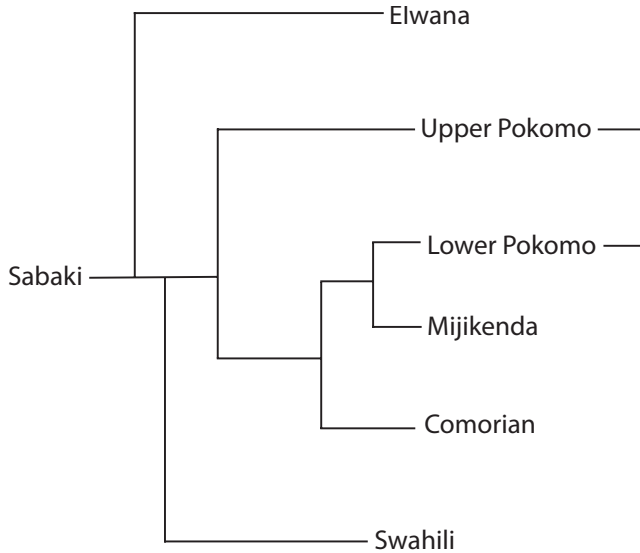 Elwana
Upper Pokomo
Lower Pokomo
Sabaki
Mijikenda
Comorian
Swahili